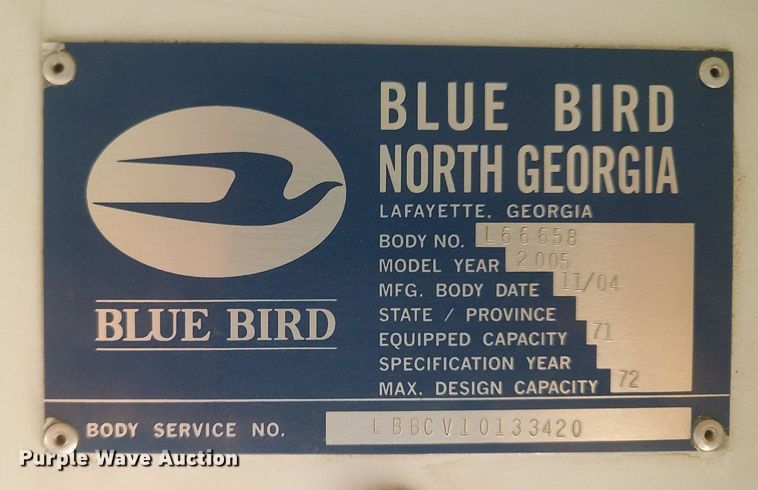 BLUE BIRD
BLUE BIRD
NORTH GEORGIA
LAFAYETTE, GEORGIA
BODY NO. L66658
MODEL YEAR 2005
MFG. BODY DATE 11/04
STATE / PROVINCE
EQUIPPED CAPACITY 71
SPECIFICATION YEAR
MAX. DESIGN CAPACITY 72
BODY SERVICE NO. LBBCV10133420
Purple Wave Auction